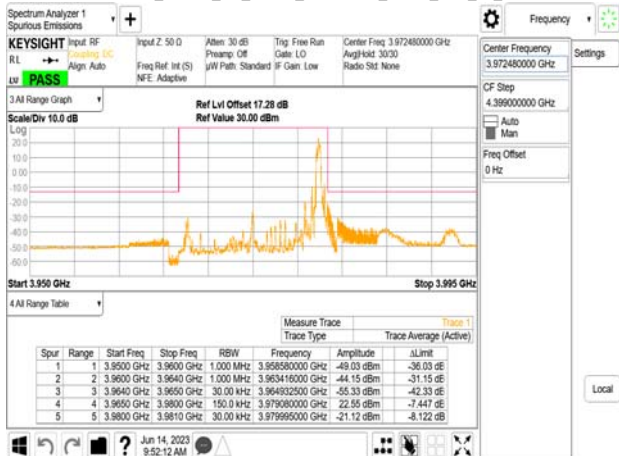 Spectrum Analyzer 1
Spurious Emissions
Frequency
KEYSIGHT
Input: RF
Coupling: DC
Align: Auto
Input Z: 50 Ω
Freq Ref: Int (S)
NFE: Adaptive
Atten: 30 dB
Preamp: Off
µW Path: Standard
Trig: Free Run
Gate: LO
IF Gain: Low
Center Freq: 3.972480000 GHz
Avg|Hold: 30/30
Radio Std: None
RL
LU
PASS
Center Frequency
3.972480000 GHz
Settings
CF Step
4.399000000 GHz
Auto
Man
Freq Offset
0 Hz
Local
3 All Range Graph
Scale/Div 10.0 dB
Ref Lvl Offset 17.28 dB
Ref Value 30.00 dBm
Log
20.0
10.0
0.00
-10.0
-20.0
-30.0
-40.0
-50.0
-60.0
Start 3.950 GHz
Stop 3.995 GHz
4 All Range Table
Measure Trace Trace 1
Trace Type Trace Average (Active)
Spur Range Start Freq Stop Freq RBW Frequency Amplitude ΔLimit
1 1 3.9500 GHz 3.9600 GHz 1.000 MHz 3.958580000 GHz -49.03 dBm -36.03 dB
2 2 3.9600 GHz 3.9640 GHz 1.000 MHz 3.963416000 GHz -44.15 dBm -31.15 dB
3 3 3.9640 GHz 3.9650 GHz 30.00 kHz 3.964932500 GHz -55.33 dBm -42.33 dB
4 4 3.9650 GHz 3.9800 GHz 150.0 kHz 3.979080000 GHz 22.55 dBm -7.447 dB
5 5 3.9800 GHz 3.9810 GHz 30.00 kHz 3.979995000 GHz -21.12 dBm -8.122 dB
Jun 14, 2023
9:52:12 AM